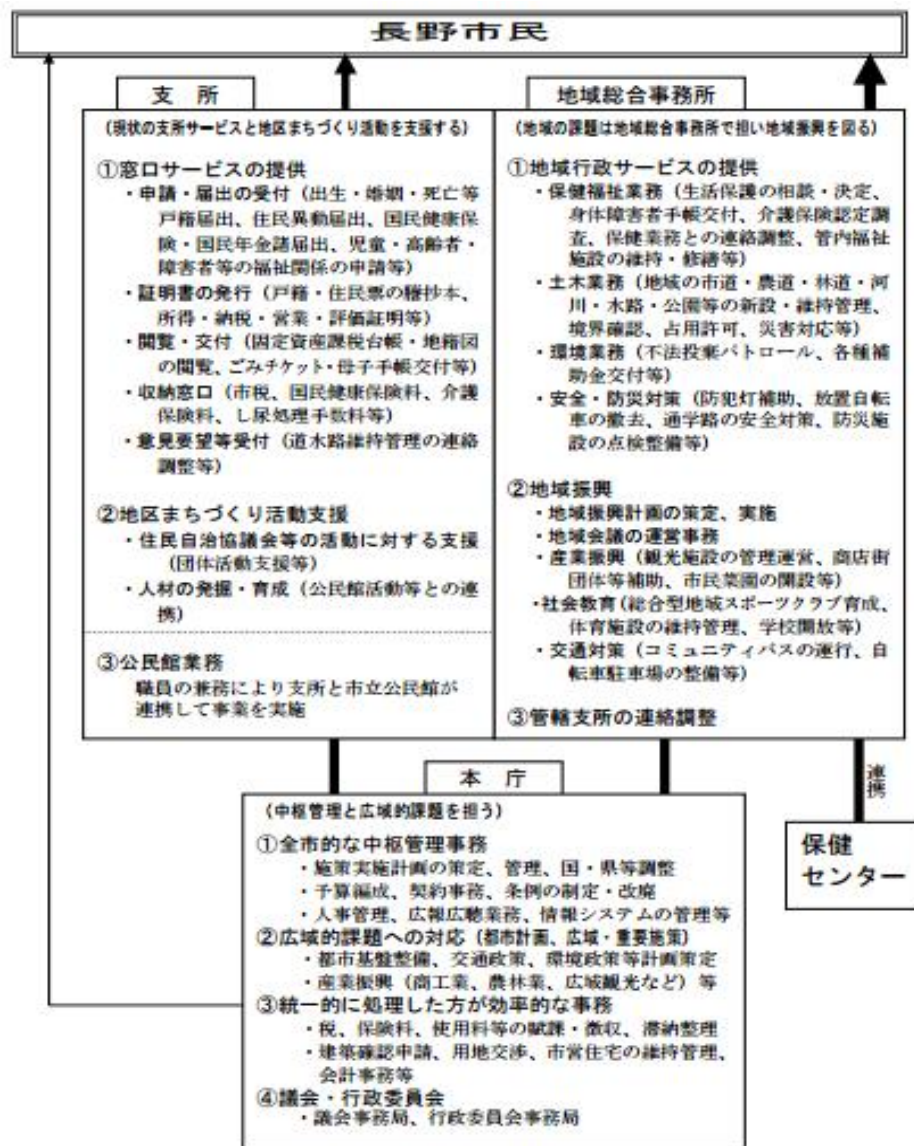 長野市民
支 所
(現状の支所サービスと地区まちづくり活動を支援する)
①窓口サービスの提供
・申請・届出の受付(出生・婚姻・死亡等
戸籍届出、住民異動届出、国民健康保
険・国民年金諸届出、児童・高齢者・
障害者等の福祉関係の申請等)
・証明書の発行(戸籍・住民票の謄抄本、
所得・納税・営業・評価証明等)
・閲覧・交付(固定資産課税台帳・地籍図
の閲覧、ごみチケット・母子手帳交付等)
・収納窓口(市税、国民健康保険料、介護
保険料、し尿処理手数料等)
・意見要望等受付(道水路維持管理の連絡
調整等)
②地区まちづくり活動支援
・住民自治協議会等の活動に対する支援
(団体活動支援等)
・人材の発掘・育成(公民館活動等との連
携)
③公民館業務
職員の兼務により支所と市立公民館が
連携して事業を実施
地域総合事務所
(地域の課題は地域総合事務所で担い地域振興を図る)
①地域行政サービスの提供
・保健福祉業務(生活保護の相談・決定、
身体障害者手帳交付、介護保険認定調
査、保健業務との連絡調整、管内福祉
施設の維持・修繕等)
・土木業務(地域の市道・農道・林道・河
川・水路・公園等の新設・維持管理、
境界確認、占用許可、災害対応等)
・環境業務(不法投棄パトロール、各種補
助金交付等)
・安全・防災対策(防犯灯補助、放置自転
車の撤去、通学路の安全対策、防災施
設の点検整備等)
②地域振興
・地域振興計画の策定、実施
・地域会議の運営事務
・産業振興(観光施設の管理運営、商店街
団体等補助、市民菜園の開設等)
・社会教育(総合型地域スポーツクラブ育成、
体育施設の維持管理、学校開放等)
・交通対策(コミュニティバスの運行、自
転車駐車場の整備等)
③管轄支所の連絡調整
本 庁
(中枢管理と広域的課題を担う)
①全市的な中枢管理事務
・施策実施計画の策定、管理、国・県等調整
・予算編成、契約事務、条例の制定・改廃
・人事管理、広報広聴業務、情報システムの管理等
②広域的課題への対応(都市計画、広域・重要施策)
・都市基盤整備、交通政策、環境政策等計画策定
・産業振興(商工業、農林業、広域観光など)等
③統一的に処理した方が効率的な事務
・税、保険料、使用料等の賦課・徴収、滞納整理
・建築確認申請、用地交渉、市営住宅の維持管理、
会計事務等
④議会・行政委員会
・議会事務局、行政委員会事務局
連携
保健
センター